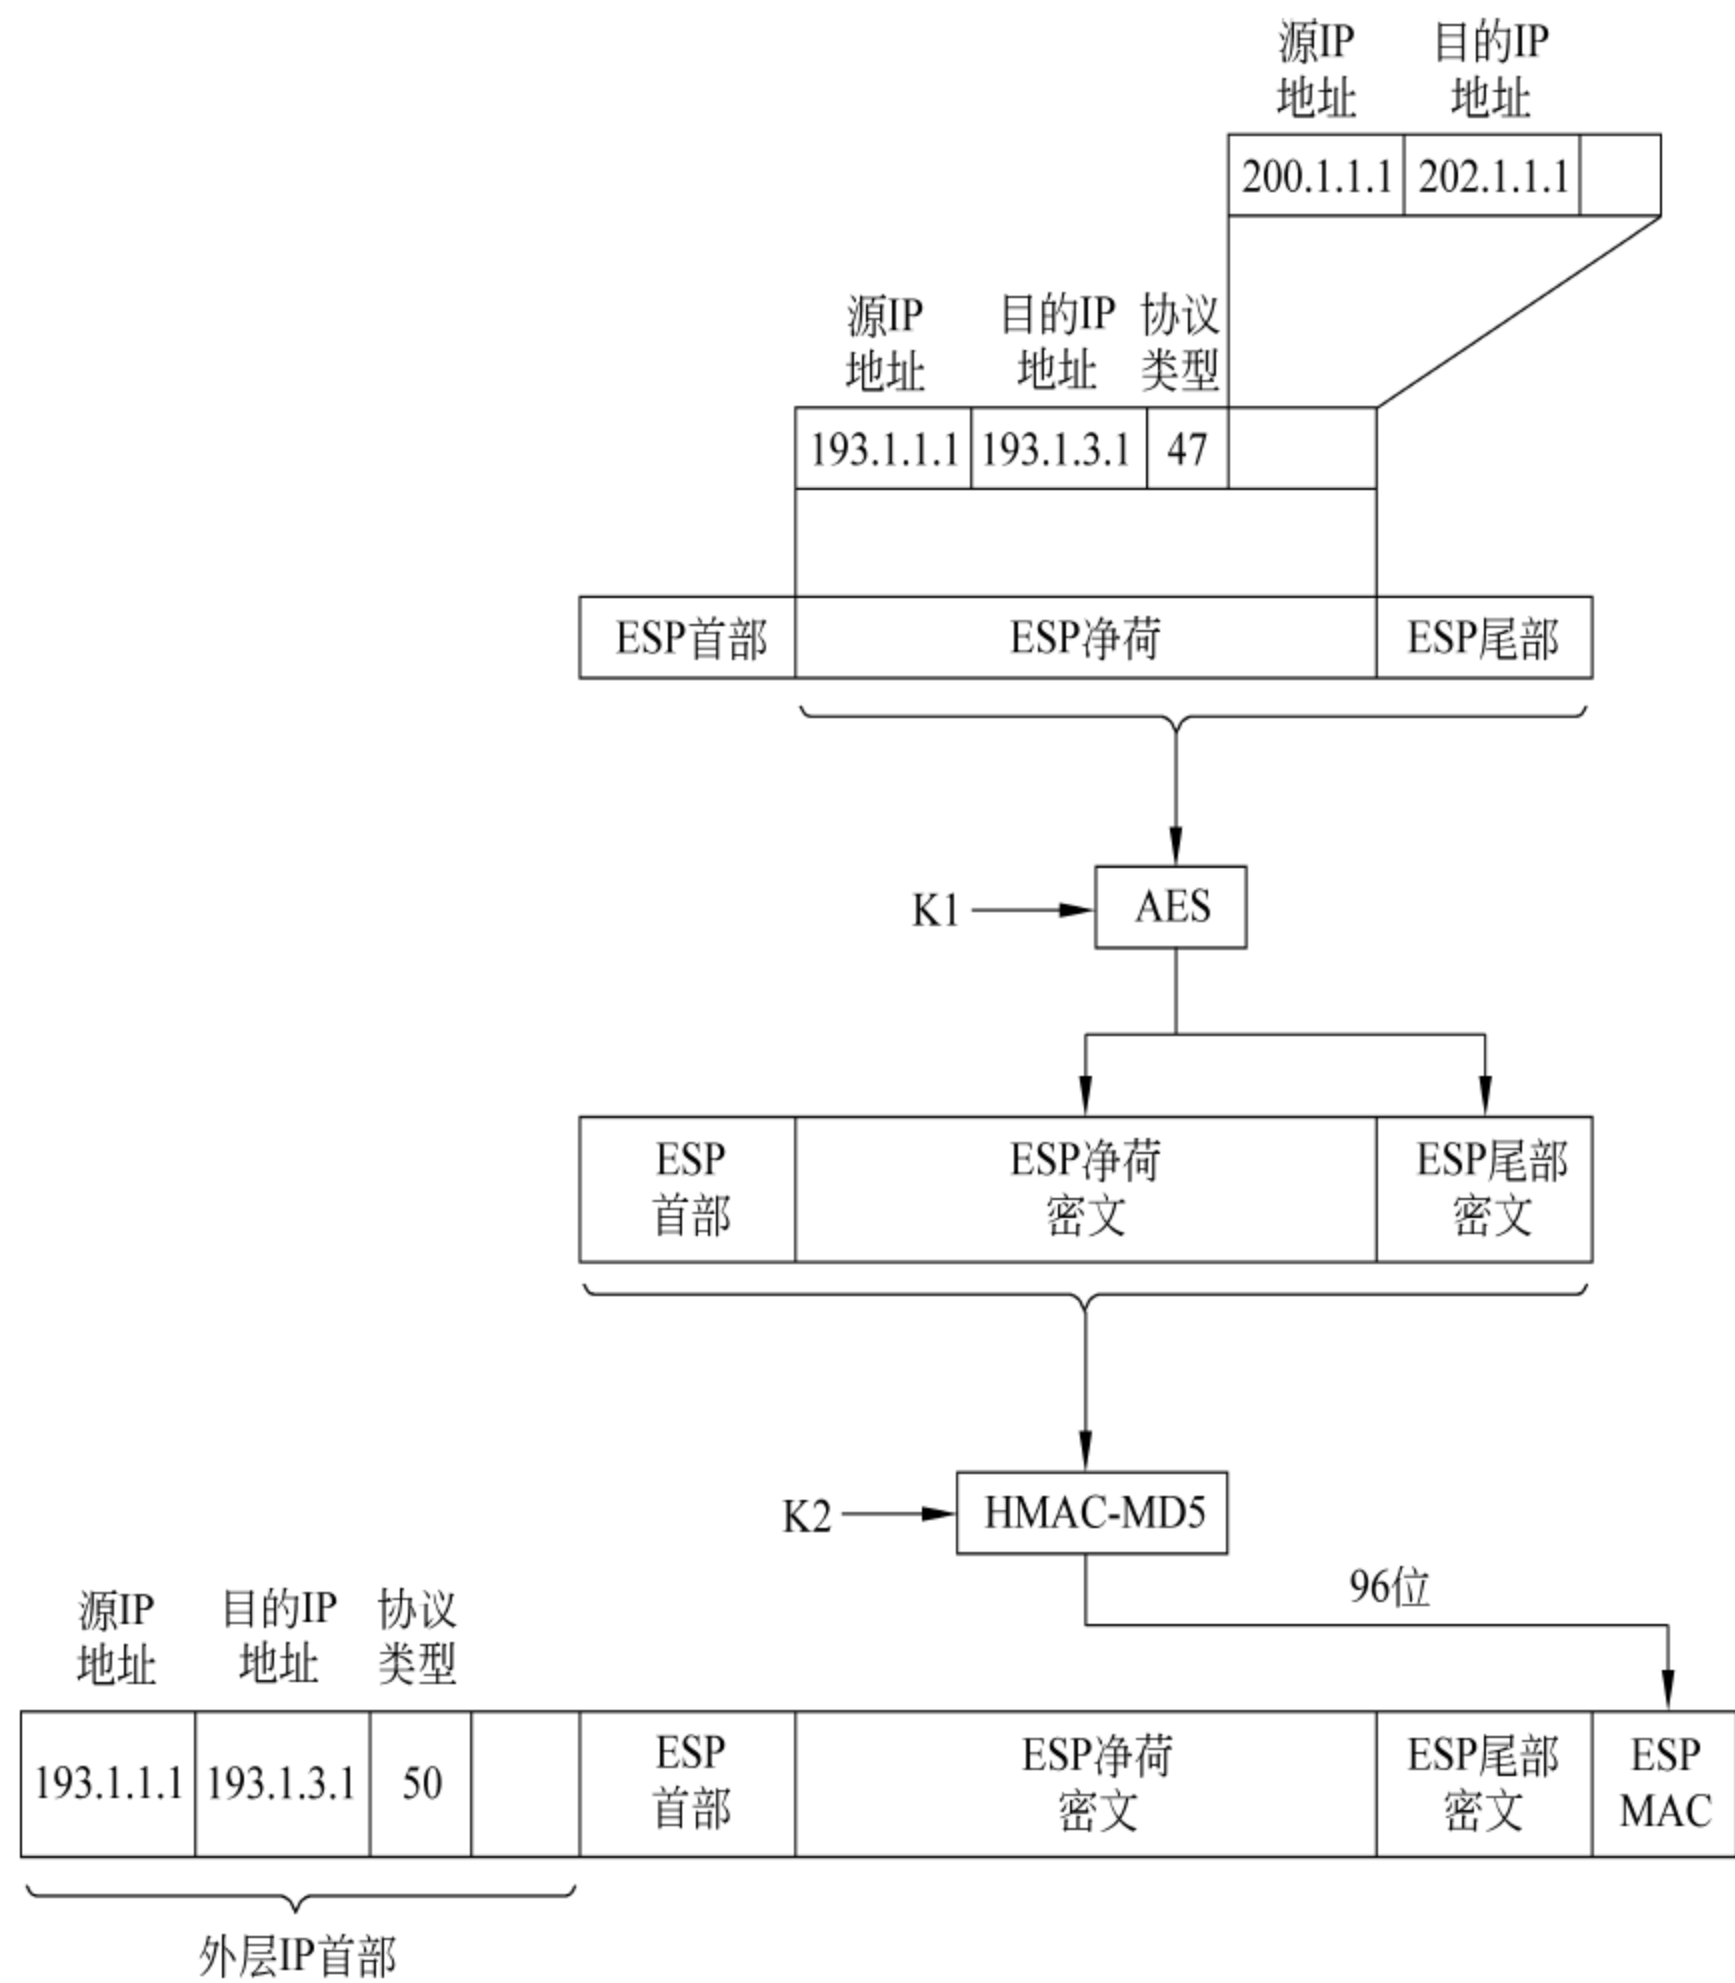 源IP 目的IP
地址 地址
200.1.1.1 202.1.1.1
源IP 目的IP 协议
地址 地址 类型
193.1.1.1 193.1.3.1 47
ESP首部 ESP净荷 ESP尾部
K1 AES
ESP ESP净荷 ESP尾部
首部 密文 密文
K2 HMAC-MD5
96位
源IP 目的IP 协议
地址 地址 类型
193.1.1.1 193.1.3.1 50
ESP ESP净荷 ESP尾部 ESP
首部 密文 密文 MAC
外层IP首部